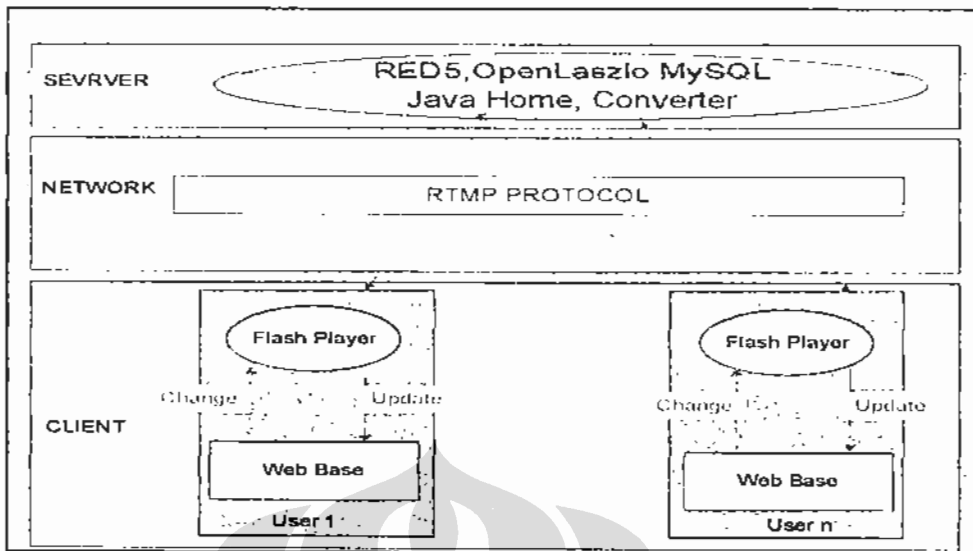 SEVRVER
RED5,OpenLaszlo MySQL
Java Home, Converter
NETWORK
RTMP PROTOCOL
CLIENT
Flash Player
Change
Update
Web Base
User 1
Flash Player
Change
Update
Web Base
User n